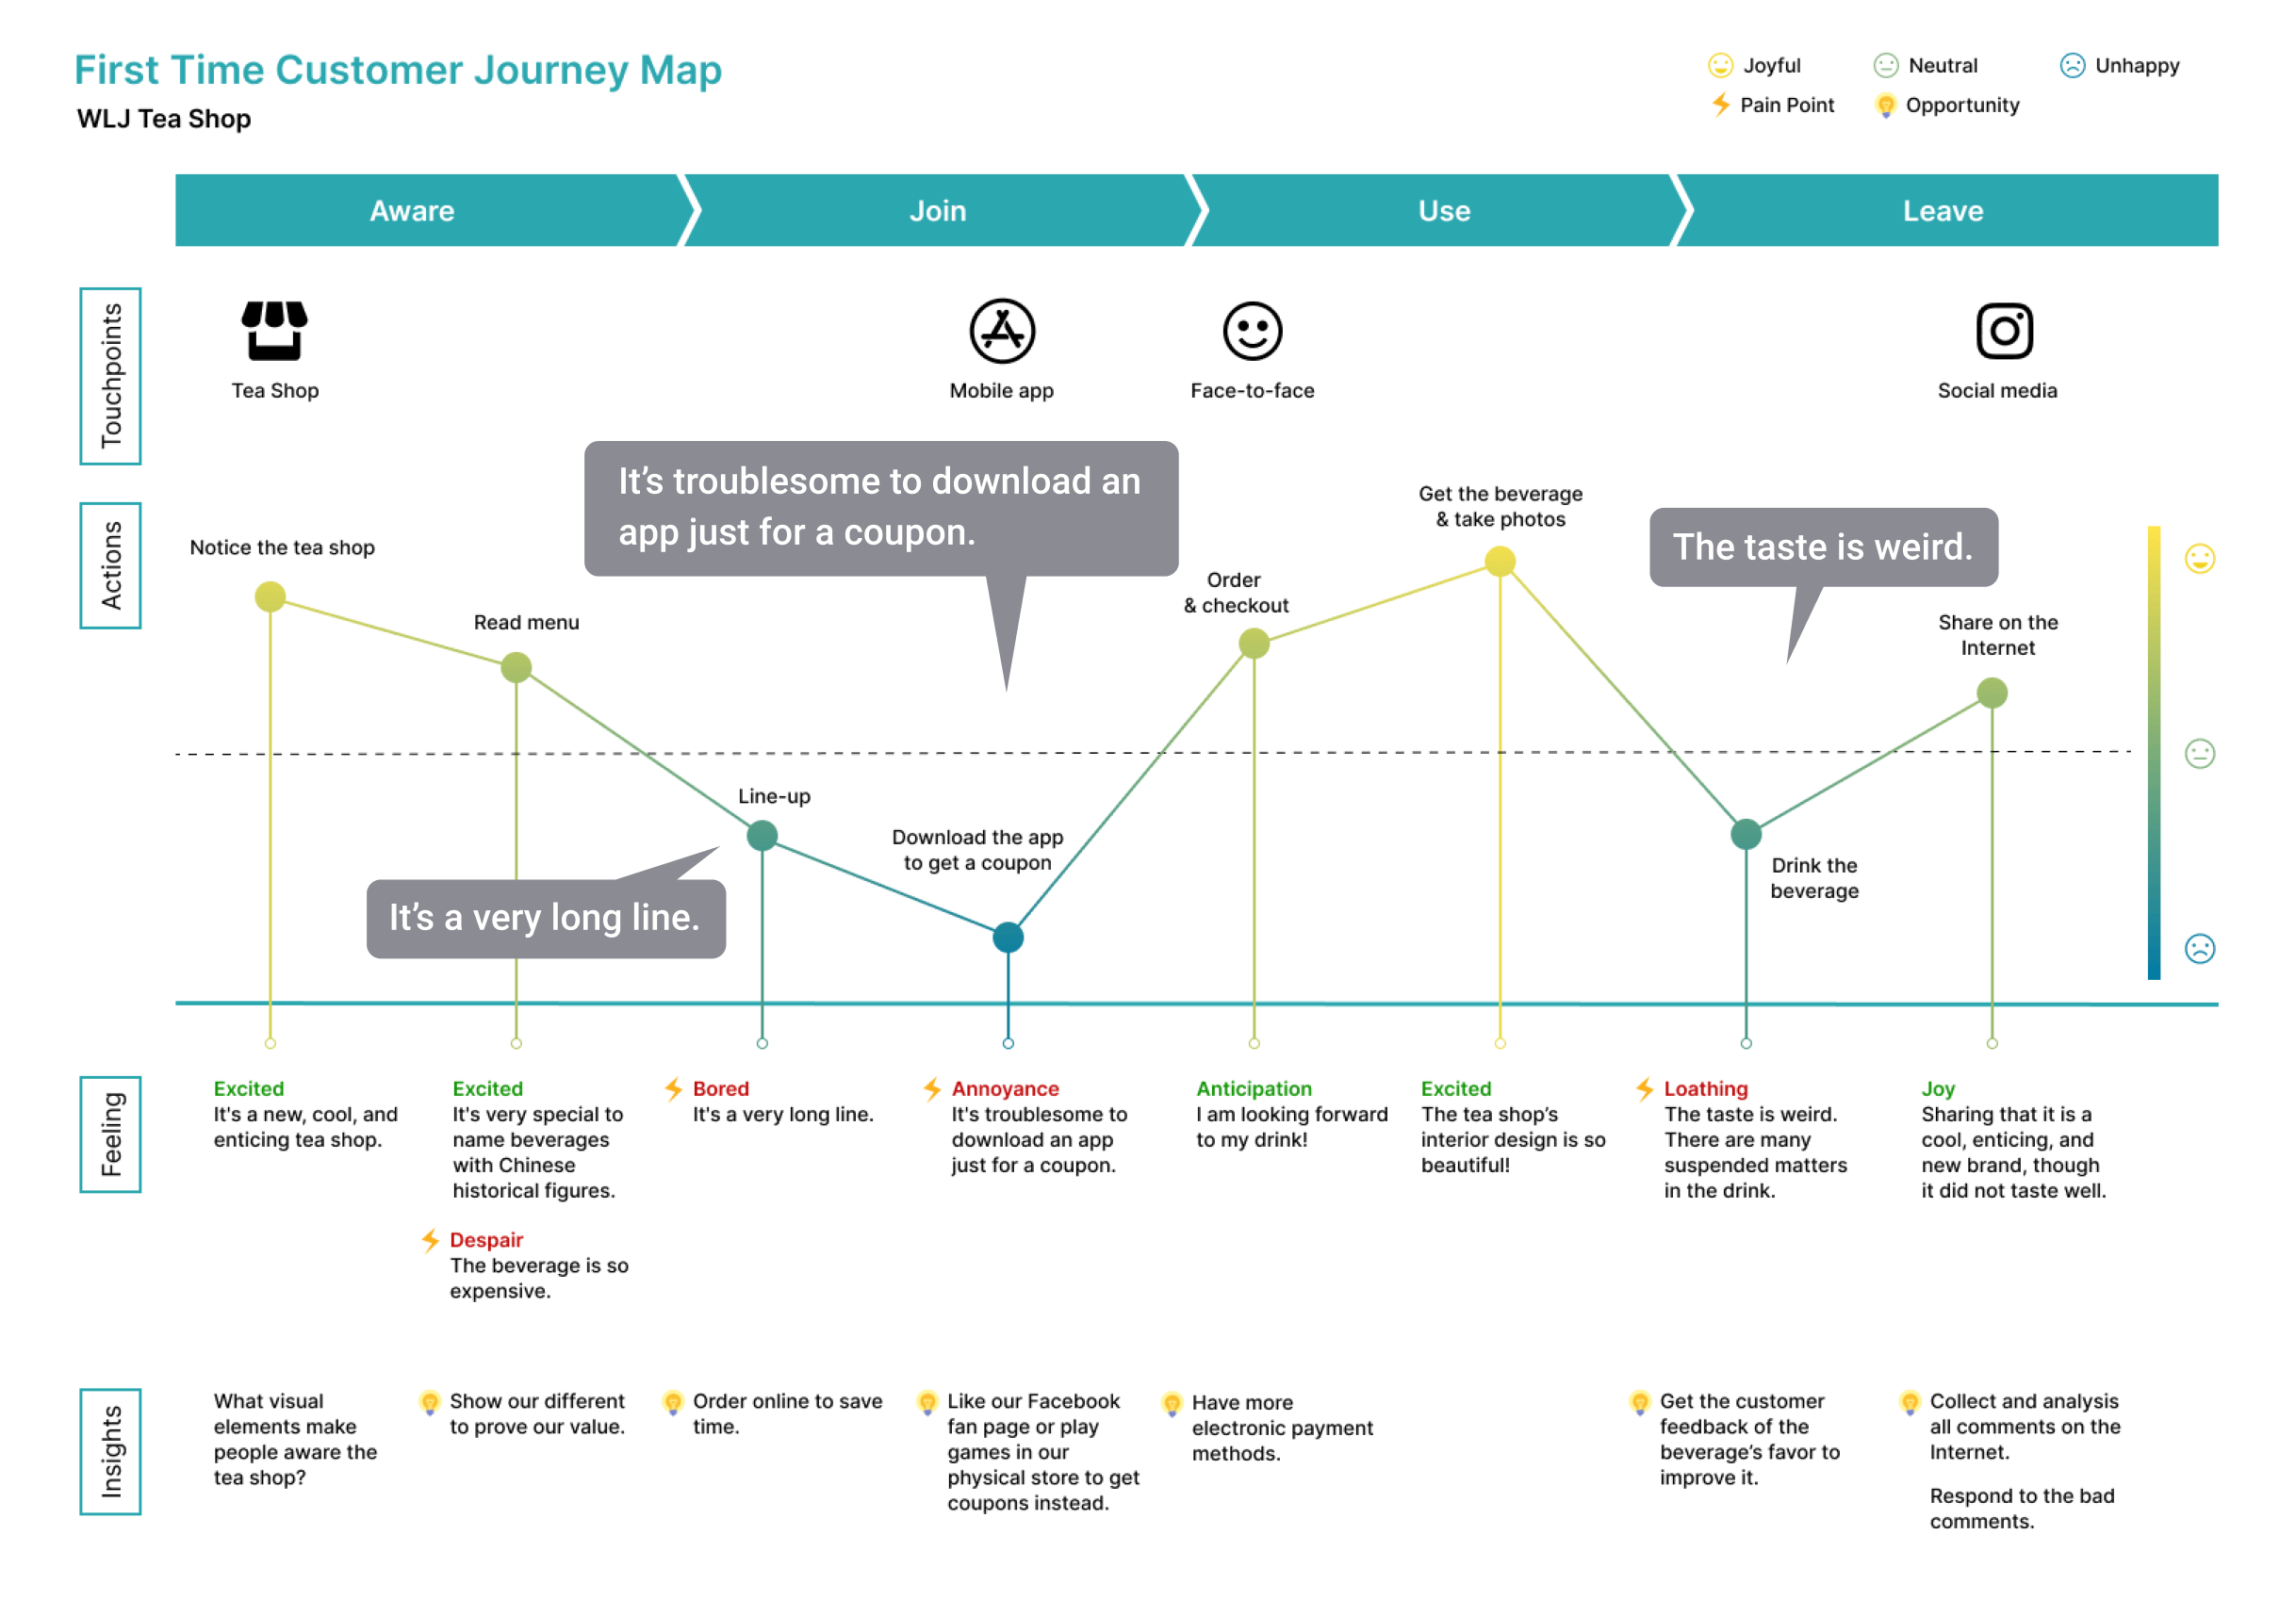 First Time Customer Journey Map
WLJ Tea Shop
Joyful
Neutral
Unhappy
Pain Point
Opportunity
Aware
Join
Use
Leave
Touchpoints
Tea Shop
Mobile app
Face-to-face
Social media
Actions
Notice the tea shop
Read menu
It's a very long line.
Line-up
It's troublesome to download an
app just for a coupon.
Download the app
to get a coupon
Order
& checkout
Get the beverage
& take photos
The taste is weird.
Drink the
beverage
Share on the
Internet
Feeling
Excited
It's a new, cool, and
enticing tea shop.
Excited
It's very special to
name beverages
with Chinese
historical figures.
Despair
The beverage is so
expensive.
Bored
It's a very long line.
Annoyance
It's troublesome to
download an app
just for a coupon.
Anticipation
I am looking forward
to my drink!
Excited
The tea shop's
interior design is so
beautiful!
Loathing
The taste is weird.
There are many
suspended matters
in the drink.
Joy
Sharing that it is a
cool, enticing, and
new brand, though
it did not taste well.
Insights
What visual
elements make
people aware the
tea shop?
Show our different
to prove our value.
Order online to save
time.
Like our Facebook
fan page or play
games in our
physical store to get
coupons instead.
Have more
electronic payment
methods.
Get the customer
feedback of the
beverage's favor to
improve it.
Collect and analysis
all comments on the
Internet.
Respond to the bad
comments.